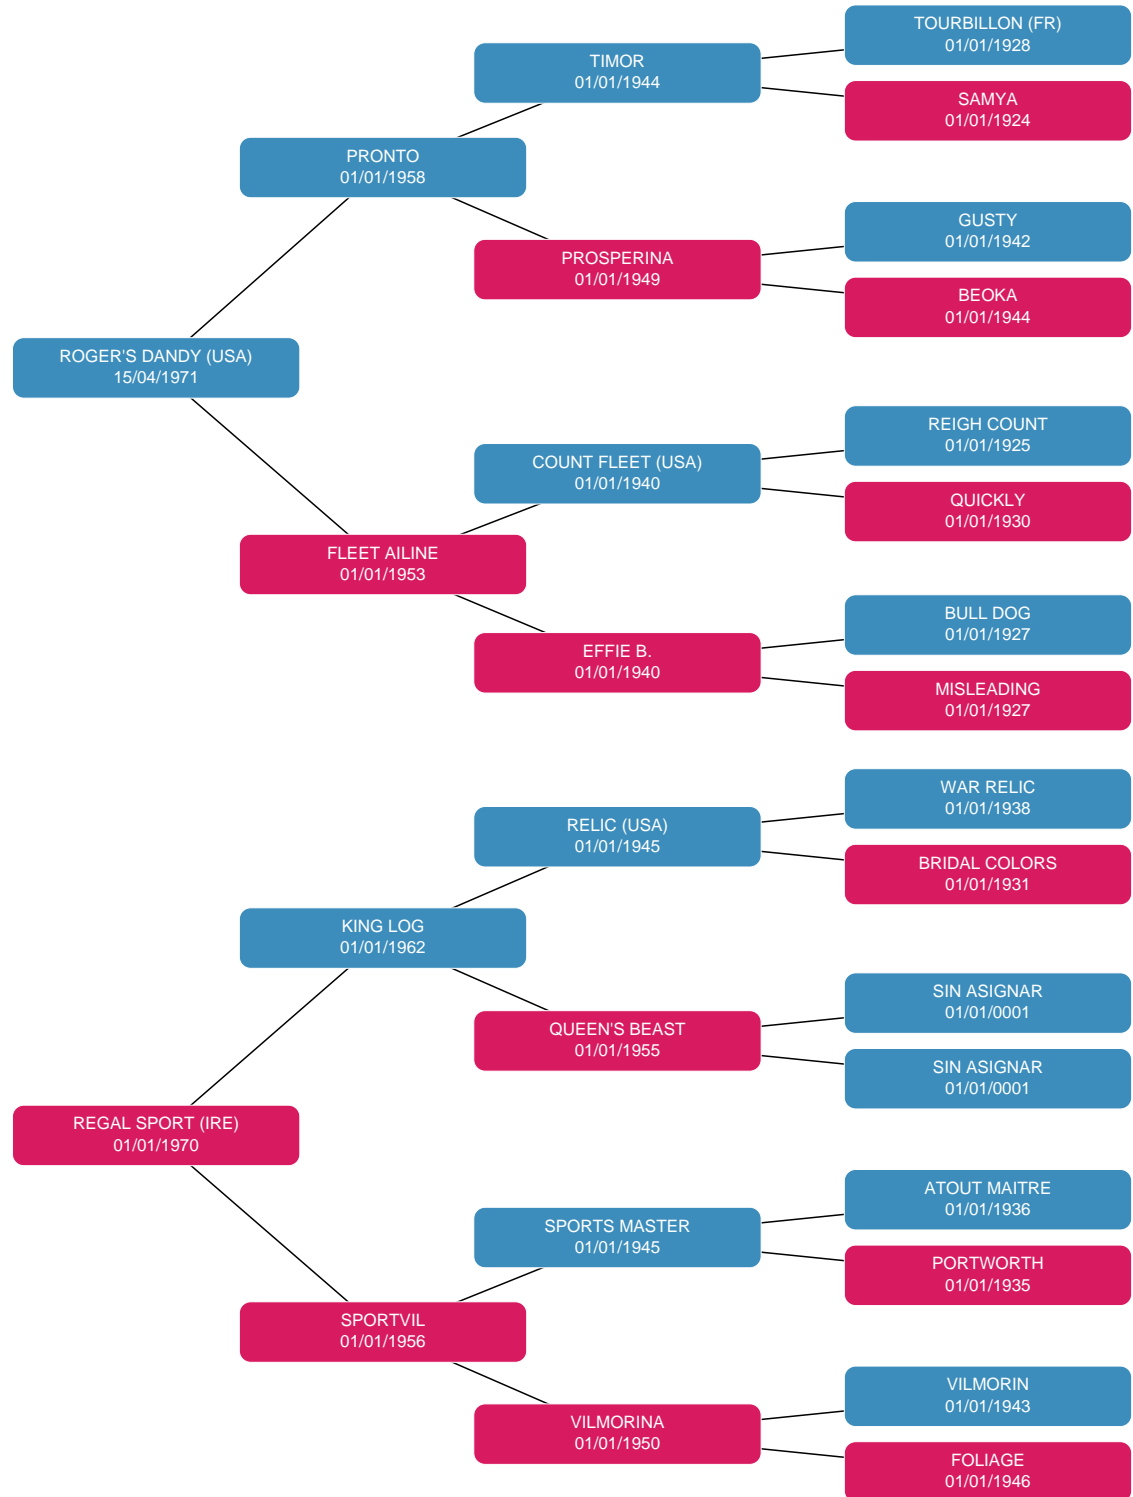 TOURBILLON (FR)
01/01/1928
TIMOR
01/01/1944
SAMYA
01/01/1924
PRONTO
01/01/1958
GUSTY
01/01/1942
PROSPERINA
01/01/1949
BEOKA
01/01/1944
ROGER'S DANDY (USA)
15/04/1971
REIGH COUNT
01/01/1925
COUNT FLEET (USA)
01/01/1940
QUICKLY
01/01/1930
FLEET AILINE
01/01/1953
BULL DOG
01/01/1927
EFFIE B.
01/01/1940
MISLEADING
01/01/1927
WAR RELIC
01/01/1938
RELIC (USA)
01/01/1945
BRIDAL COLORS
01/01/1931
KING LOG
01/01/1962
SIN ASIGNAR
01/01/0001
QUEEN'S BEAST
01/01/1955
SIN ASIGNAR
01/01/0001
REGAL SPORT (IRE)
01/01/1970
ATOUT MAITRE
01/01/1936
SPORTS MASTER
01/01/1945
PORTWORTH
01/01/1935
SPORTVIL
01/01/1956
VILMORIN
01/01/1943
VILMORINA
01/01/1950
FOLIAGE
01/01/1946